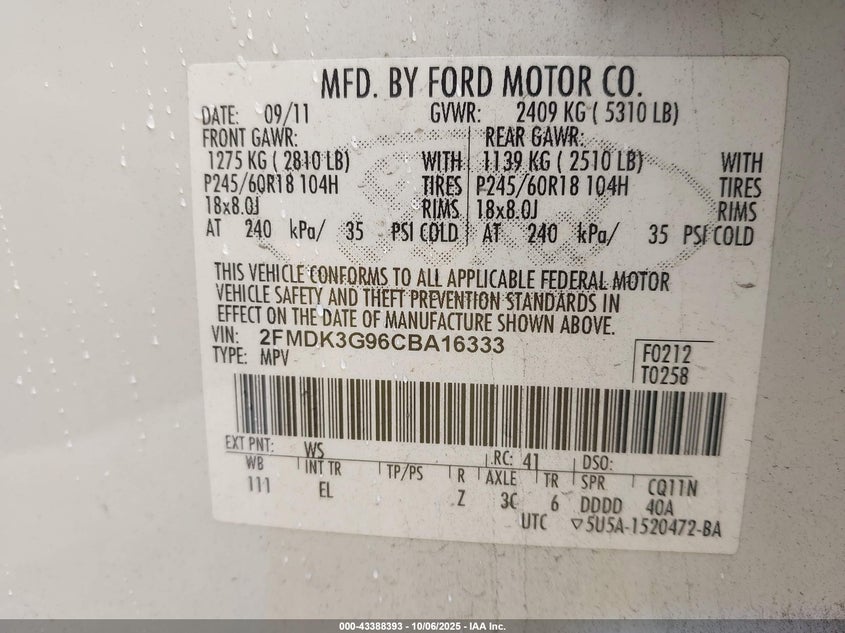 MFD. BY FORD MOTOR CO.
DATE: 09/11 GVWR: 2409 KG ( 5310 LB)
FRONT GAWR: REAR GAWR:
1275 KG ( 2810 LB) WITH 1139 KG ( 2510 LB) WITH
P245/60R18 104H TIRES P245/60R18 104H TIRES
18x8.0J RIMS 18x8.0J RIMS
AT 240 kPa/ 35 PSI COLD AT 240 kPa/ 35 PSI COLD
THIS VEHICLE CONFORMS TO ALL APPLICABLE FEDERAL MOTOR
VEHICLE SAFETY AND THEFT PREVENTION STANDARDS IN
EFFECT ON THE DATE OF MANUFACTURE SHOWN ABOVE.
VIN: 2FMDK3G96CBA16333
TYPE: MPV
F0212
T0258
EXT PNT: WS RC: 41 DSO:
WB INT TR TP/PS R AXLE TR SPR CQ11N
111 EL Z 3C 6 DDDD 40A
UTC ▽5U5A-1520472-BA
000-43388393 - 10/06/2025 - IAA Inc.